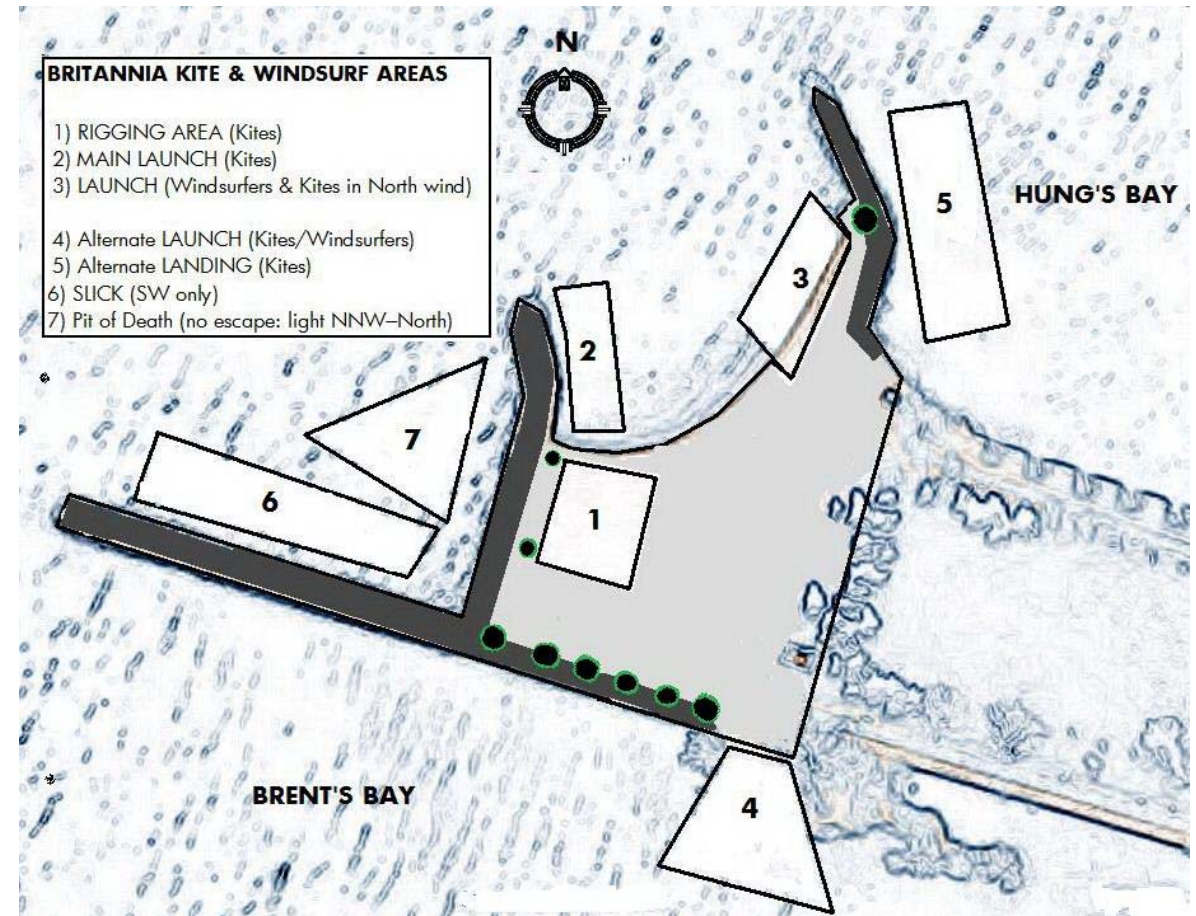 N
BRITANNIA KITE & WINDSURF AREAS
1) RIGGING AREA (Kites)
2) MAIN LAUNCH (Kites)
3) LAUNCH (Windsurfers & Kites in North wind)
4) Alternate LAUNCH (Kites/Windsurfers)
5) Alternate LANDING (Kites)
6) SLICK (SW only)
7) Pit of Death (no escape: light NNW–North)
5
HUNG'S BAY
3
2
7
6
1
BRENT'S BAY
4